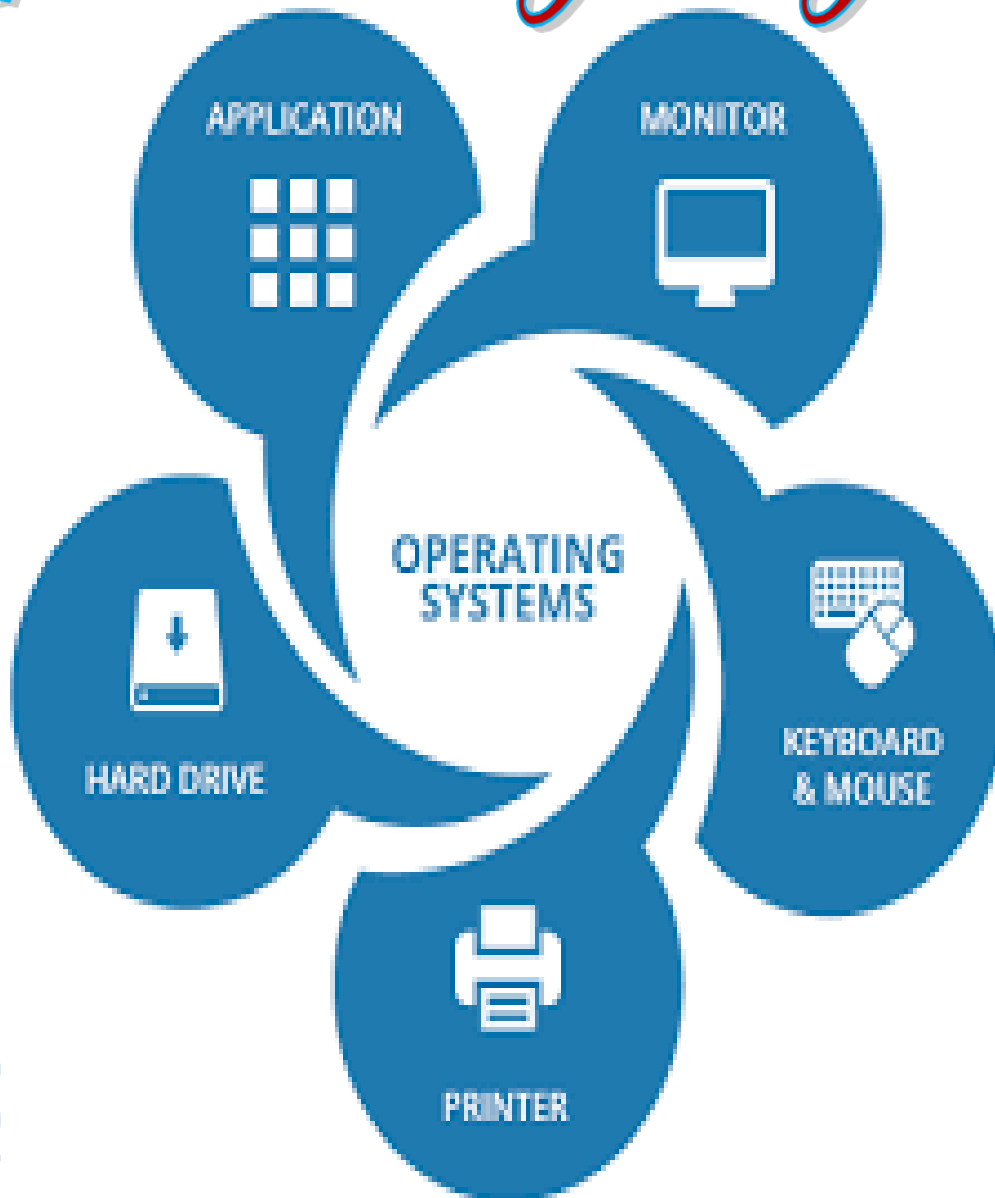 APPLICATION
MONITOR
OPERATING
SYSTEMS
HARD DRIVE
KEYBOARD
& MOUSE
PRINTER